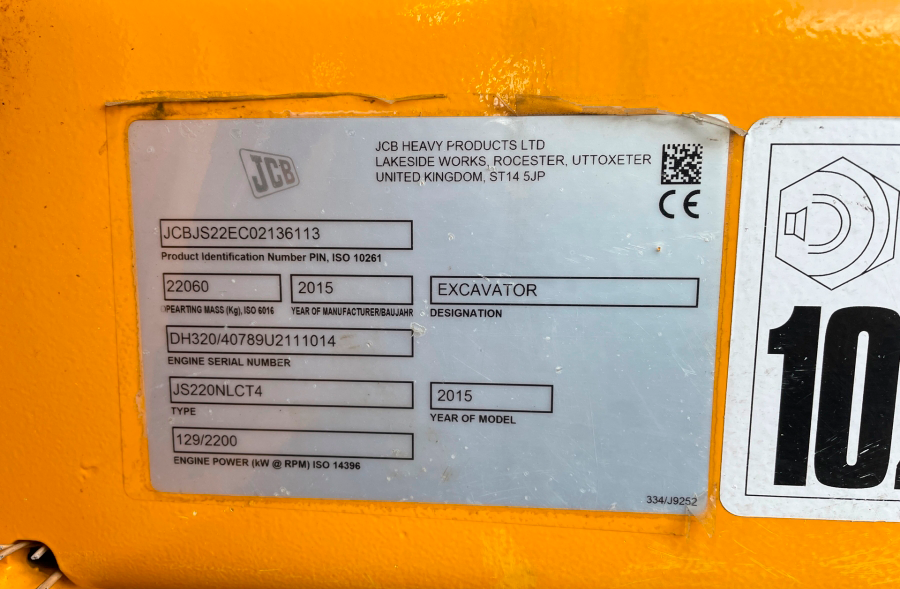 JCB
JCB HEAVY PRODUCTS LTD
LAKESIDE WORKS, ROCESTER, UTTOXETER
UNITED KINGDOM, ST14 5JP
CE
JCBJS22EC02136113
Product Identification Number PIN, ISO 10261
22060
OPEARTING MASS (Kg), ISO 6016
2015
YEAR OF MANUFACTURER/BAUJAHR
EXCAVATOR
DESIGNATION
DH320/40789U2111014
ENGINE SERIAL NUMBER
JS220NLCT4
TYPE
2015
YEAR OF MODEL
129/2200
ENGINE POWER (kW @ RPM) ISO 14396
334/J9252
10